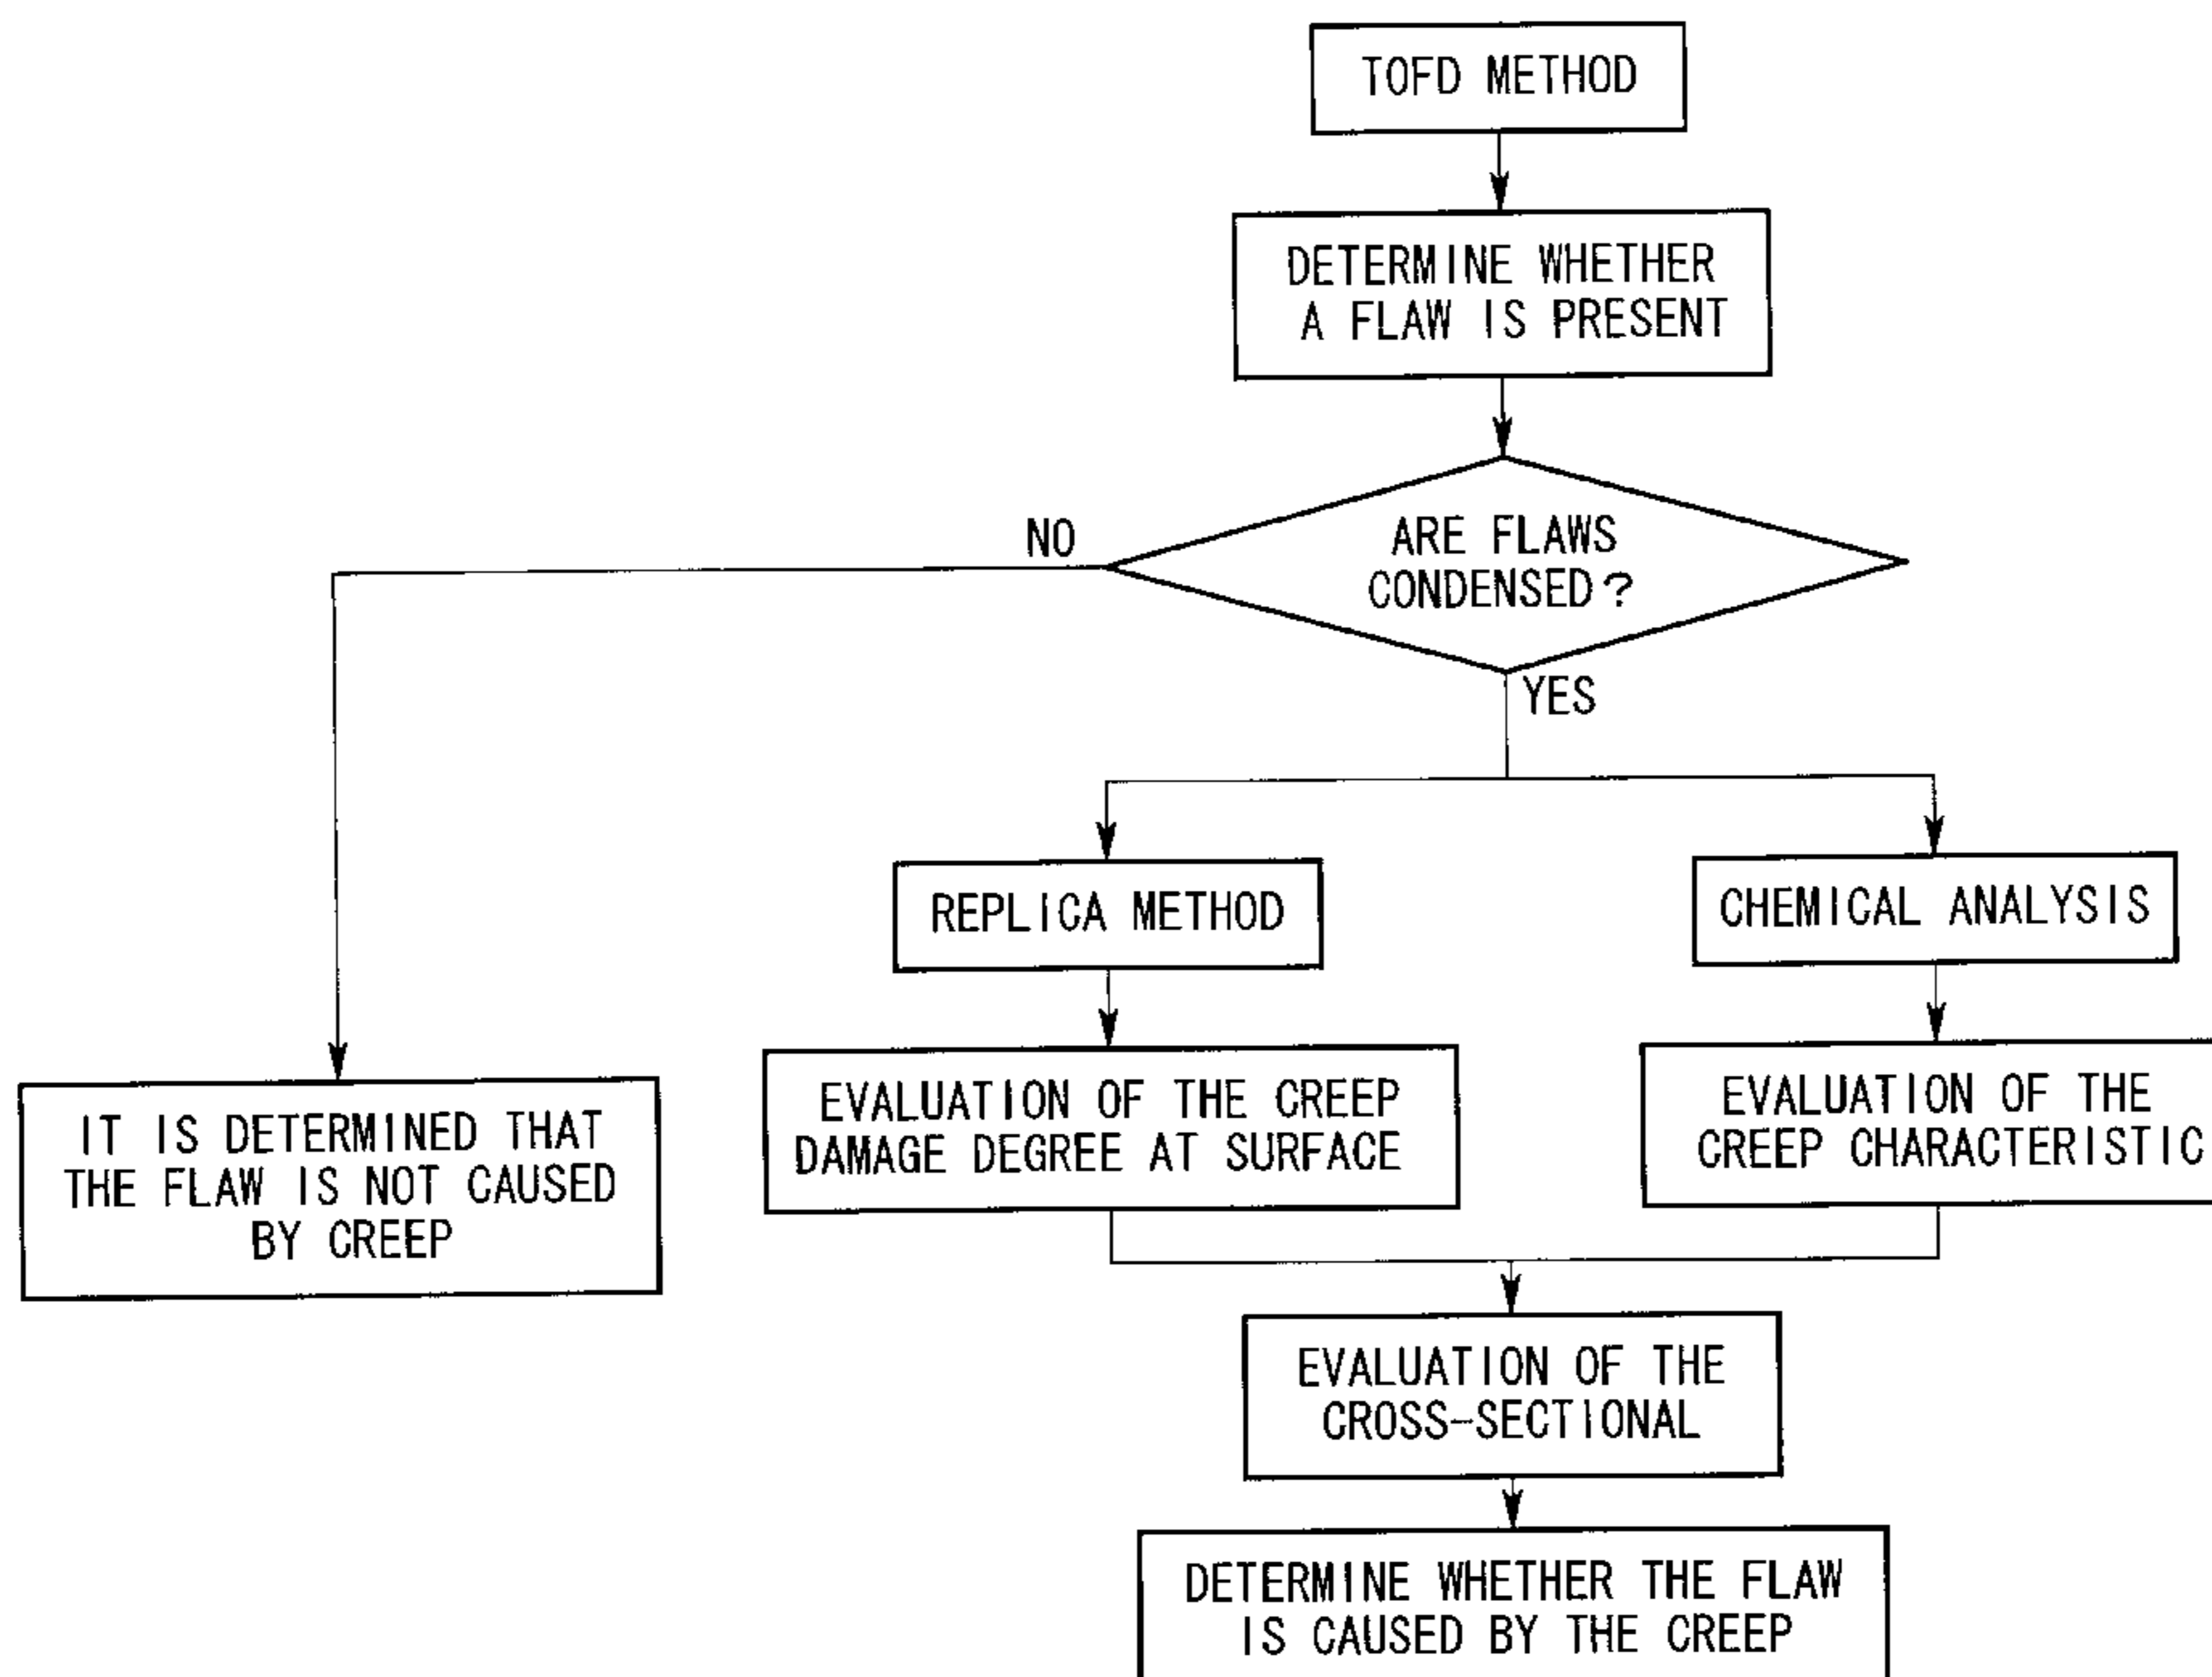 TOFD METHOD
DETERMINE WHETHER
A FLAW IS PRESENT
NO
ARE FLAWS
CONDENSED?
YES
REPLICA METHOD
CHEMICAL ANALYSIS
IT IS DETERMINED THAT
THE FLAW IS NOT CAUSED
BY CREEP
EVALUATION OF THE CREEP
DAMAGE DEGREE AT SURFACE
EVALUATION OF THE
CREEP CHARACTERISTIC
EVALUATION OF THE
CROSS-SECTIONAL
DETERMINE WHETHER THE FLAW
IS CAUSED BY THE CREEP